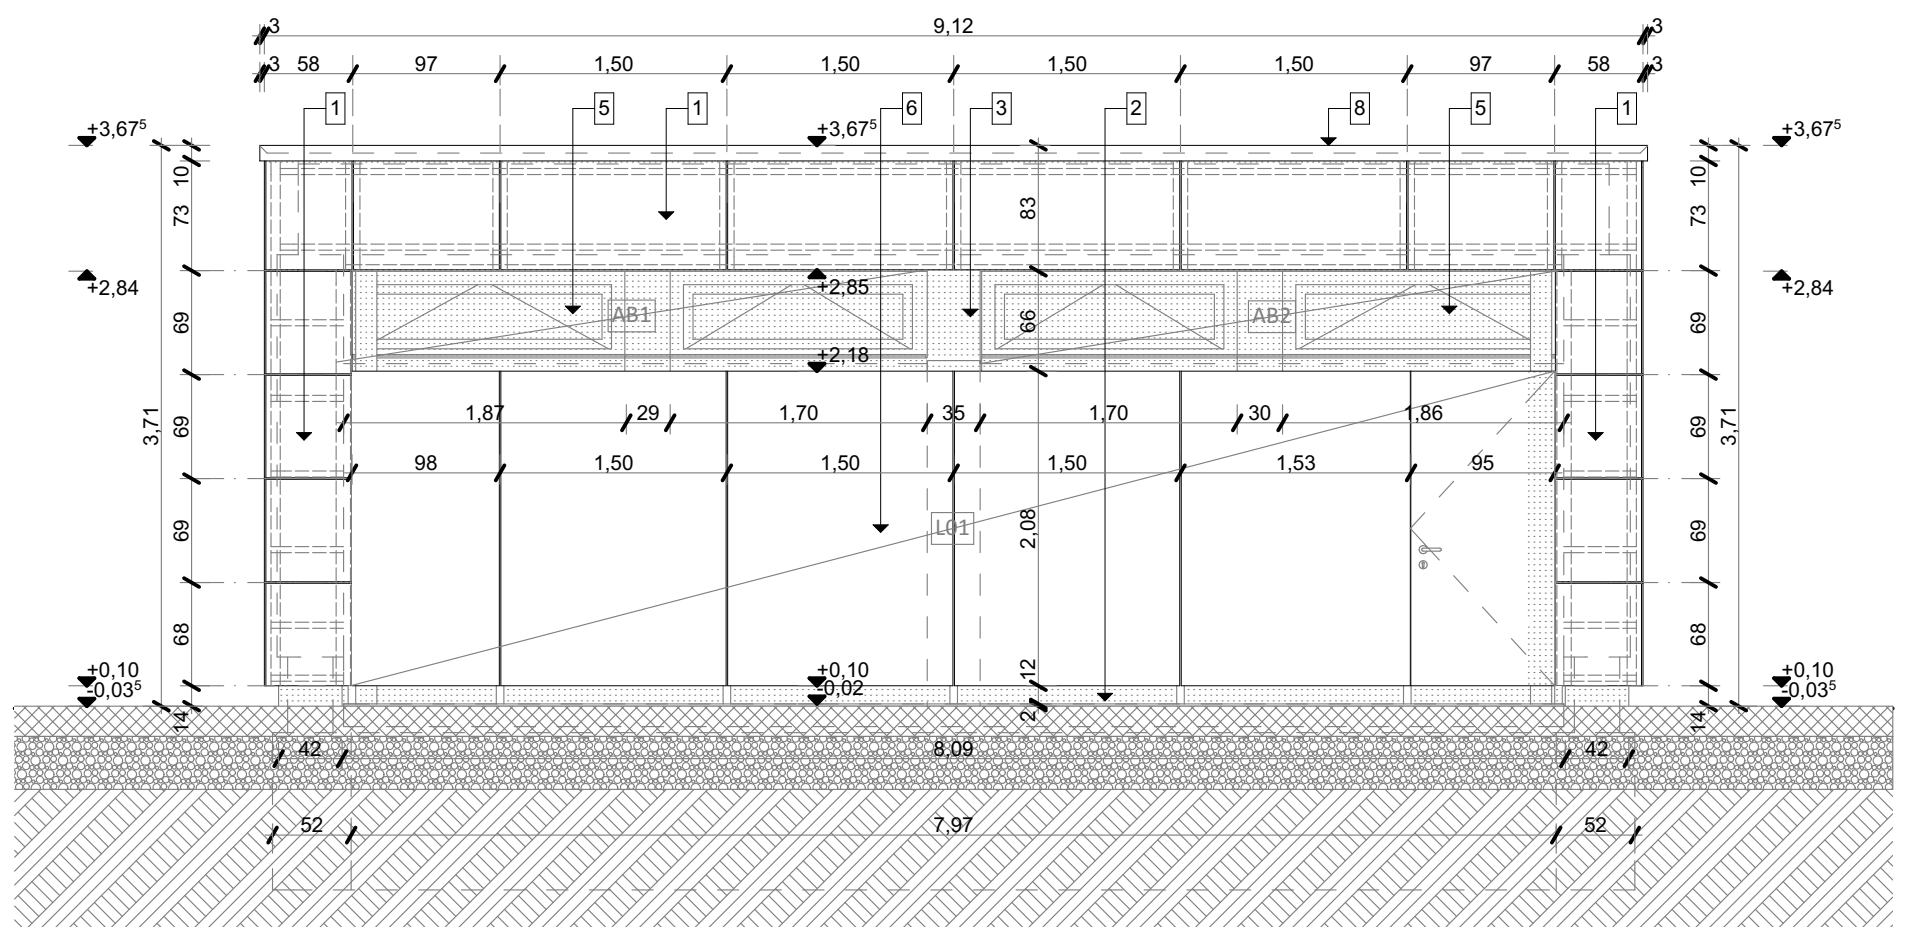 3 9,12 3
3 58 97 1,50 1,50 1,50 1,50 97 58 3
1 5 1 6 3 2 8 5 1
+3,67⁵ +3,67⁵ +3,67⁵
10 10
73 83 73
+2,84 +2,85 +2,84
69 AB1 66 AB2 69
+2,18
3,71 69 1,87 29 1,70 35 1,70 30 1,86 69 3,71
98 1,50 1,50 1,50 1,53 95
69 L01 2,08 69
68 68
+0,10 +0,10 12 +0,10
-0,03⁵ -0,02 -0,03⁵
14 2 14
42 8,09 42
52 7,97 52